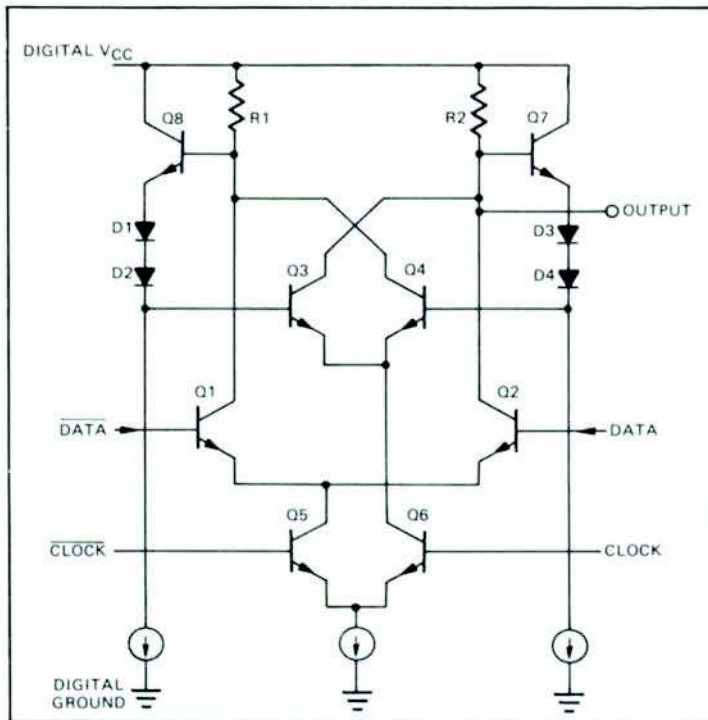 DIGITAL VCC
Q8
R1
R2
Q7
OUTPUT
D1
D3
D2
Q3
Q4
D4
Q1
Q2
DATA
DATA
Q5
Q6
CLOCK
CLOCK
DIGITAL
GROUND